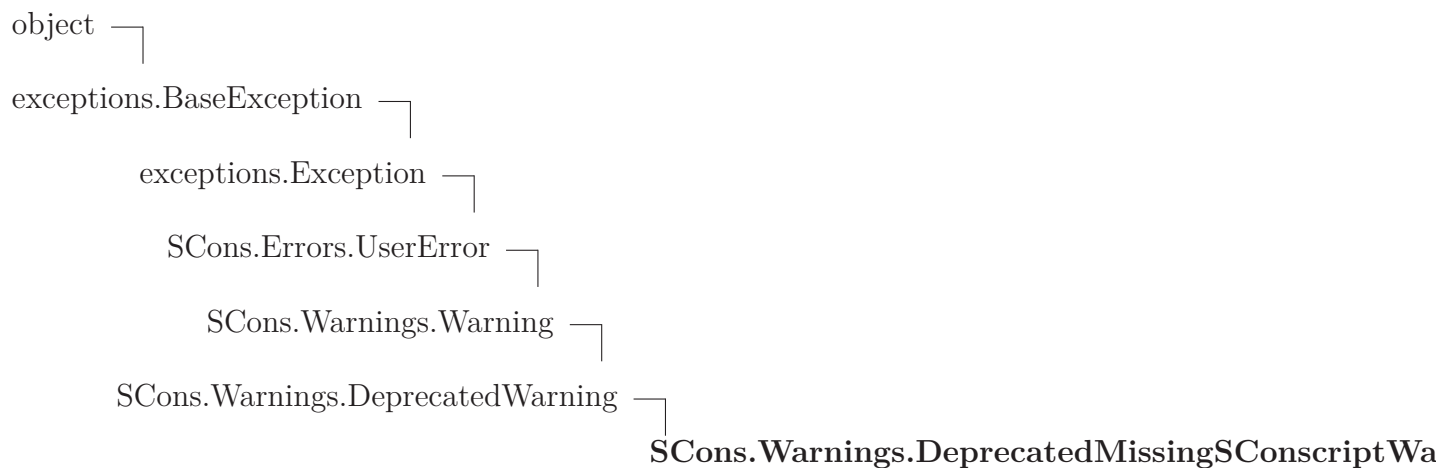 object
exceptions.BaseException
exceptions.Exception
SCons.Errors.UserError
SCons.Warnings.Warning
SCons.Warnings.DeprecatedWarning
SCons.Warnings.DeprecatedMissingSConscriptWa